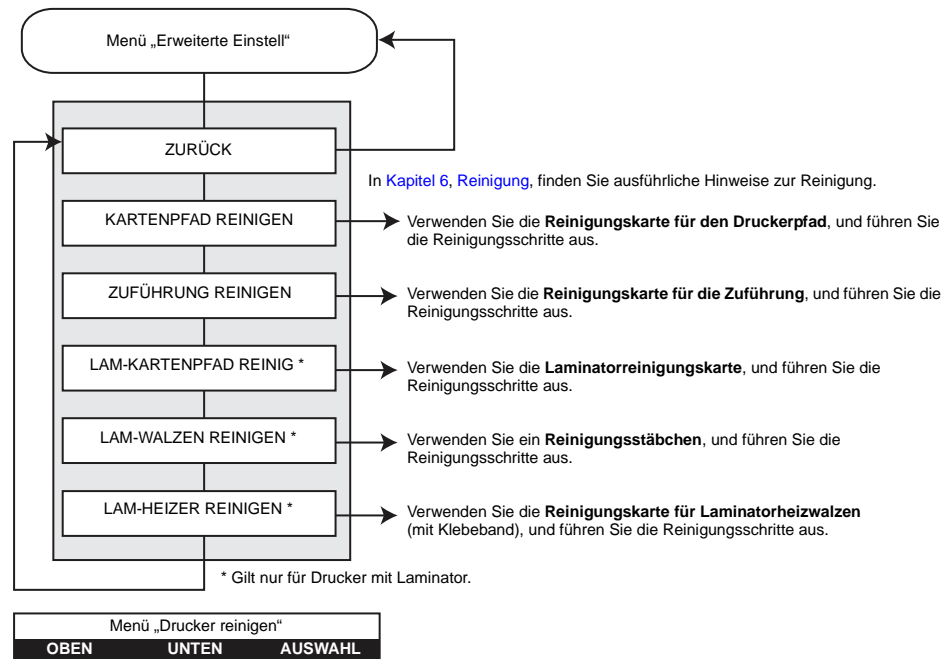 Menü „Erweiterte Einstell“
ZURÜCK
In Kapitel 6, Reinigung, finden Sie ausführliche Hinweise zur Reinigung.
KARTENPFAD REINIGEN
Verwenden Sie die Reinigungskarte für den Druckerpfad, und führen Sie
die Reinigungsschritte aus.
ZUFÜHRUNG REINIGEN
Verwenden Sie die Reinigungskarte für die Zuführung, und führen Sie die
Reinigungsschritte aus.
LAM-KARTENPFAD REINIG *
Verwenden Sie die Laminatorreinigungskarte, und führen Sie die
Reinigungsschritte aus.
LAM-WALZEN REINIGEN *
Verwenden Sie ein Reinigungsstäbchen, und führen Sie die
Reinigungsschritte aus.
LAM-HEIZER REINIGEN *
Verwenden Sie die Reinigungskarte für Laminatorheizwalzen
(mit Klebeband), und führen Sie die Reinigungsschritte aus.
* Gilt nur für Drucker mit Laminator.
Menü „Drucker reinigen“
OBEN UNTEN AUSWAHL